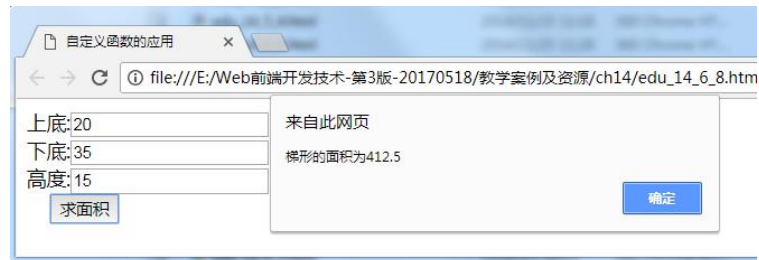 自定义函数的应用
file:///E:/Web前端开发技术-第3版-20170518/教学案例及资源/ch14/edu_14_6_8.htm
上底:20
下底:35
高度:15
求面积
来自此网页
梯形的面积为412.5
确定